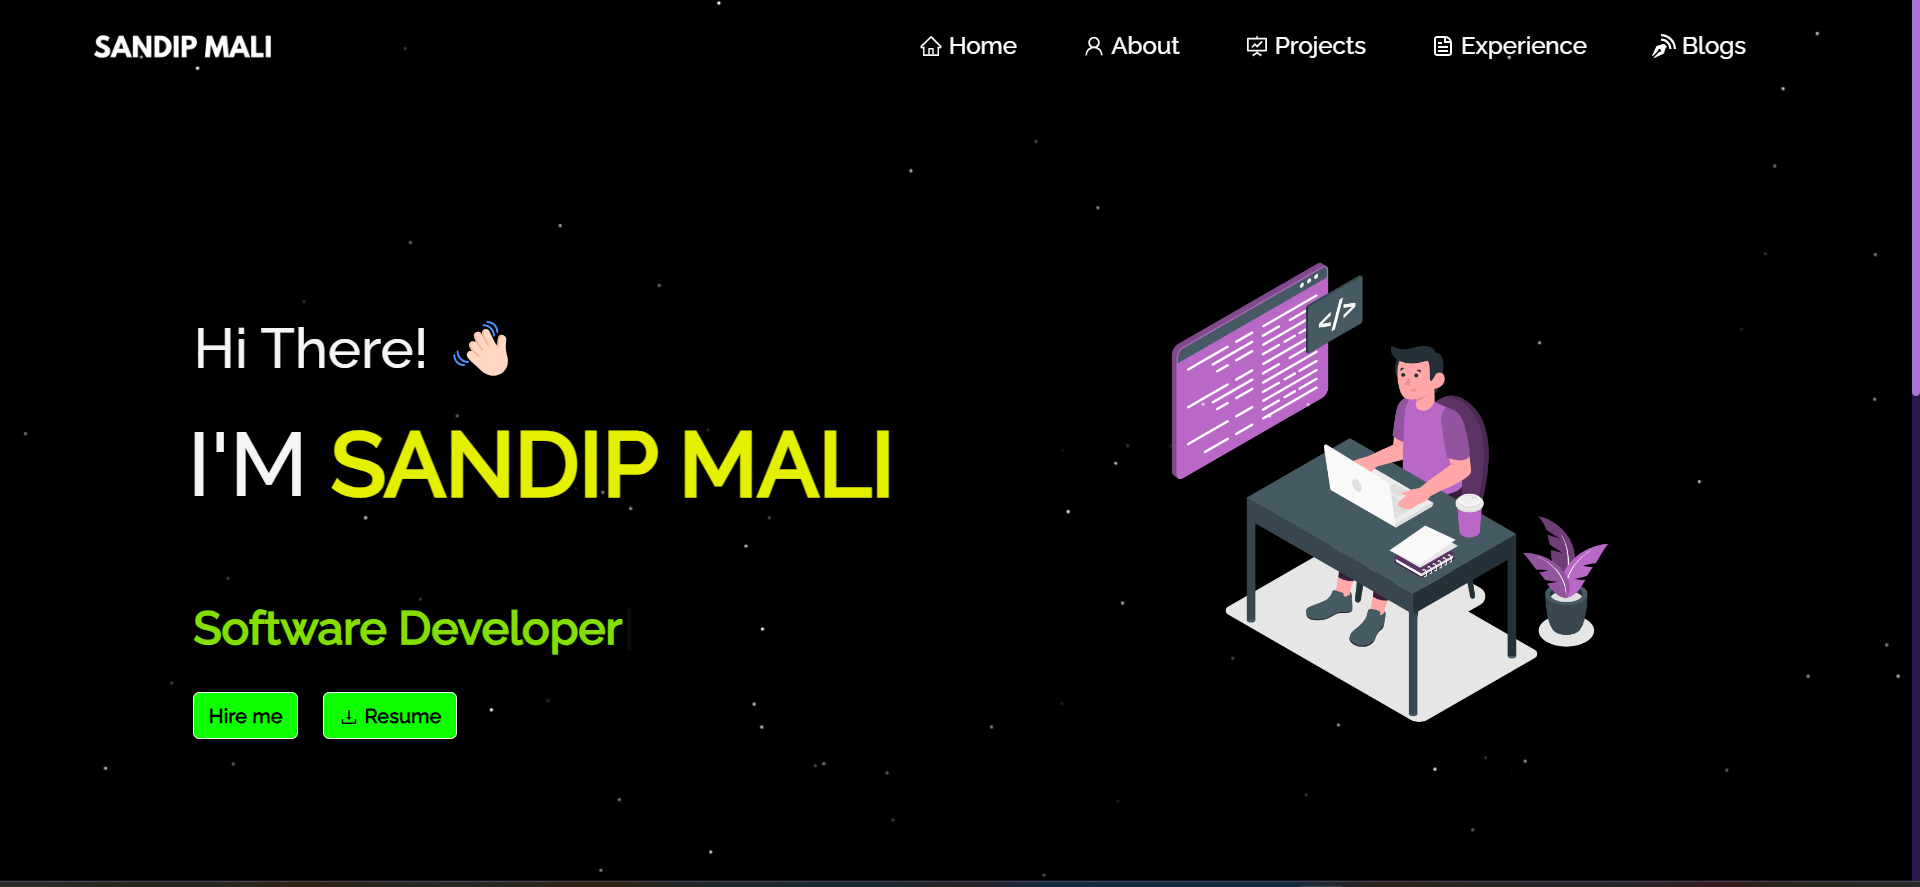 SANDIP MALI
Home About Projects Experience Blogs
Hi There!
I'M SANDIP MALI
</>
Software Developer
Hire me Resume